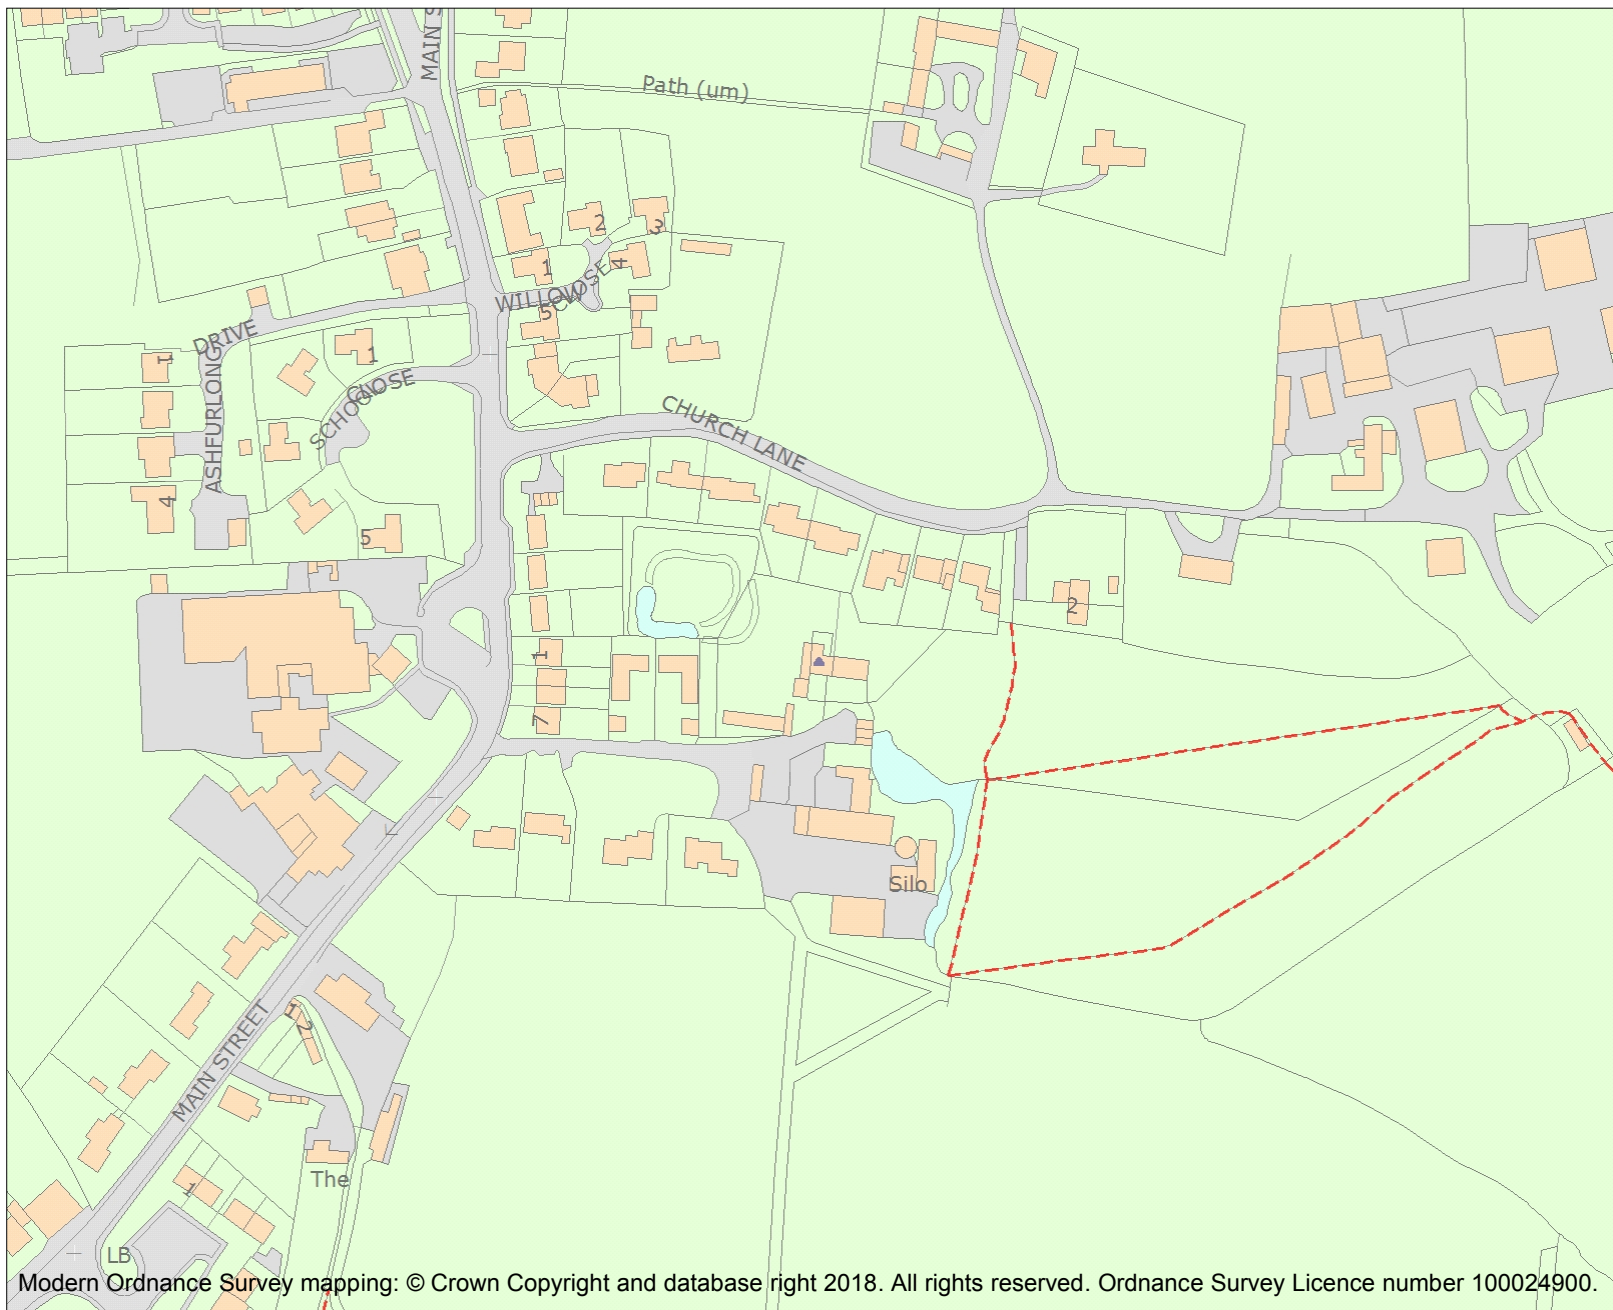 MAIN S
Path (um)
2
3
1
4
WILLOW CLOSE
5
DRIVE
1
1
SCHOOL CLOSE
ASHFURLONG
CHURCH LANE
4
5
2
1
7
Silo
1
2
MAIN STREET
The
1
LB
Modern Ordnance Survey mapping: © Crown Copyright and database right 2018. All rights reserved. Ordnance Survey Licence number 100024900.